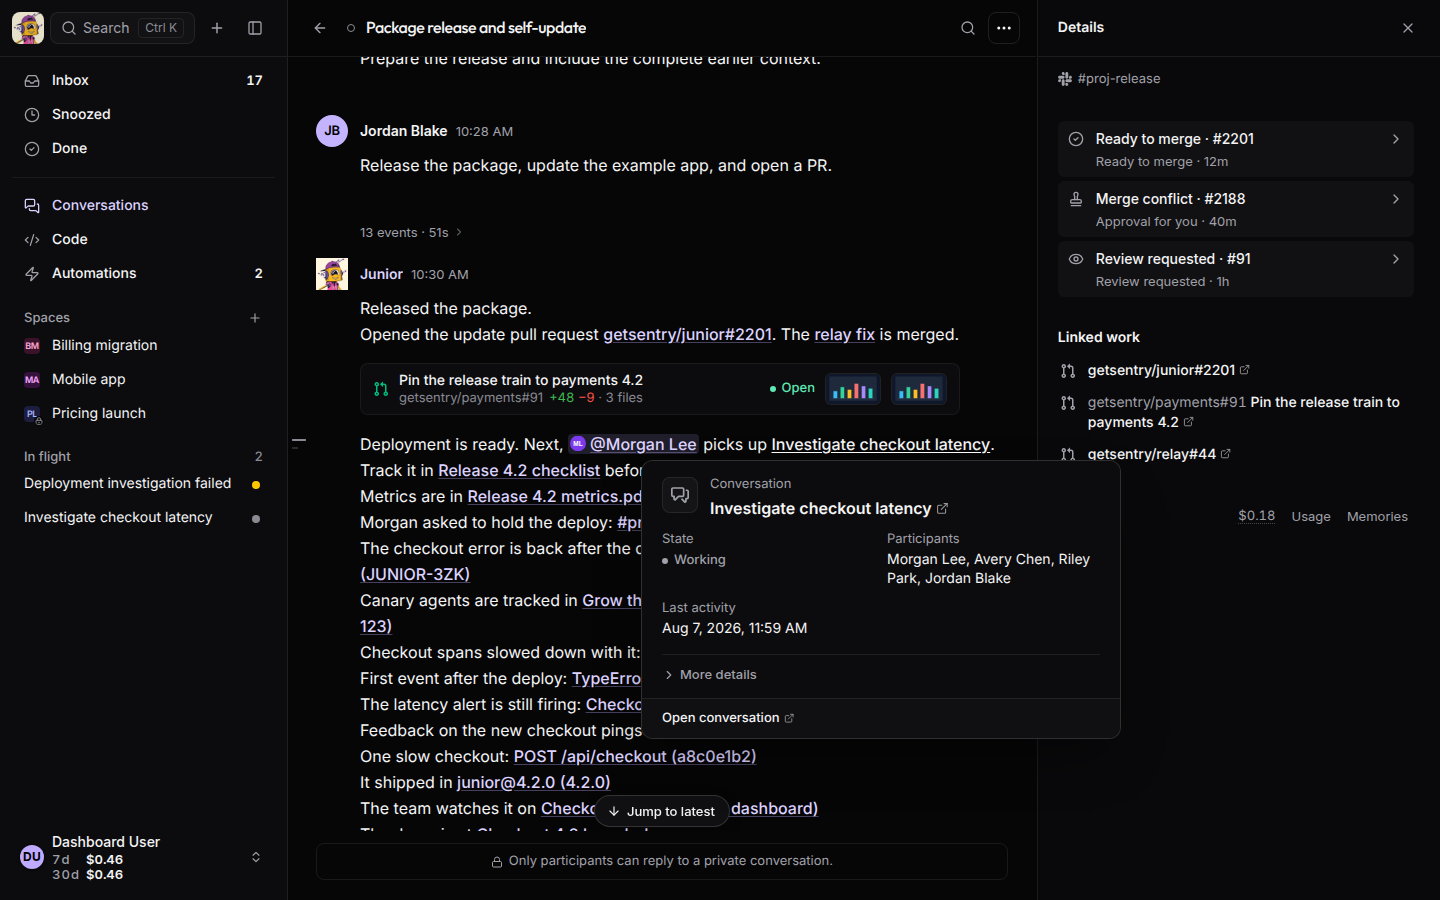 Search Ctrl K
Inbox 17
Snoozed
Done
Conversations
Code
Automations 2
Spaces
BM Billing migration
MA Mobile app
PL Pricing launch
In flight 2
Deployment investigation failed
Investigate checkout latency
DU Dashboard User
7d $0.46
30d $0.46
Package release and self-update
Prepare the release and include the complete earlier context.
JB Jordan Blake 10:28 AM
Release the package, update the example app, and open a PR.
13 events · 51s
Junior 10:30 AM
Released the package.
Opened the update pull request getsentry/junior#2201. The relay fix is merged.
Pin the release train to payments 4.2
getsentry/payments#91 +48 −9 · 3 files
Open
Deployment is ready. Next, ML @Morgan Lee picks up Investigate checkout latency.
Track it in Release 4.2 checklist
Metrics are in Release 4.2
Morgan asked to hold the deploy:
The checkout error is back after the
(JUNIOR-3ZK)
Canary agents are tracked in Grow
123)
Checkout spans slowed down with it:
First event after the deploy:
The latency alert is still firing:
Feedback on the new checkout pings
One slow checkout: POST /api/checkout (a8c0e1b2)
It shipped in junior@4.2.0 (4.2.0)
The team watches it on dashboard)
Jump to latest
Only participants can reply to a private conversation.
Conversation
Investigate checkout latency
State
Working
Participants
Morgan Lee, Avery Chen, Riley
Park, Jordan Blake
Last activity
Aug 7, 2026, 11:59 AM
More details
Open conversation
Details
#proj-release
Ready to merge · #2201
Ready to merge · 12m
Merge conflict · #2188
Approval for you · 40m
Review requested · #91
Review requested · 1h
Linked work
getsentry/junior#2201
getsentry/payments#91 Pin the release train to
payments 4.2
getsentry/relay#44
$0.18 Usage Memories